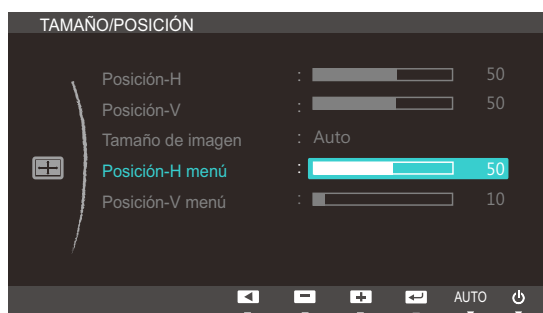 TAMAÑO/POSICIÓN
Posición-H : 50
Posición-V : 50
Tamaño de imagen : Auto
Posición-H menú : 50
Posición-V menú : 10
AUTO